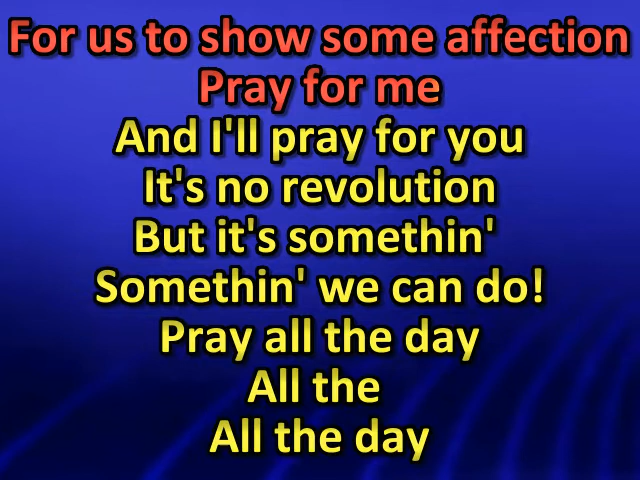 For us to show some affection
Pray for me
And I'll pray for you
It's no revolution
But it's somethin'
Somethin' we can do!
Pray all the day
All the
All the day